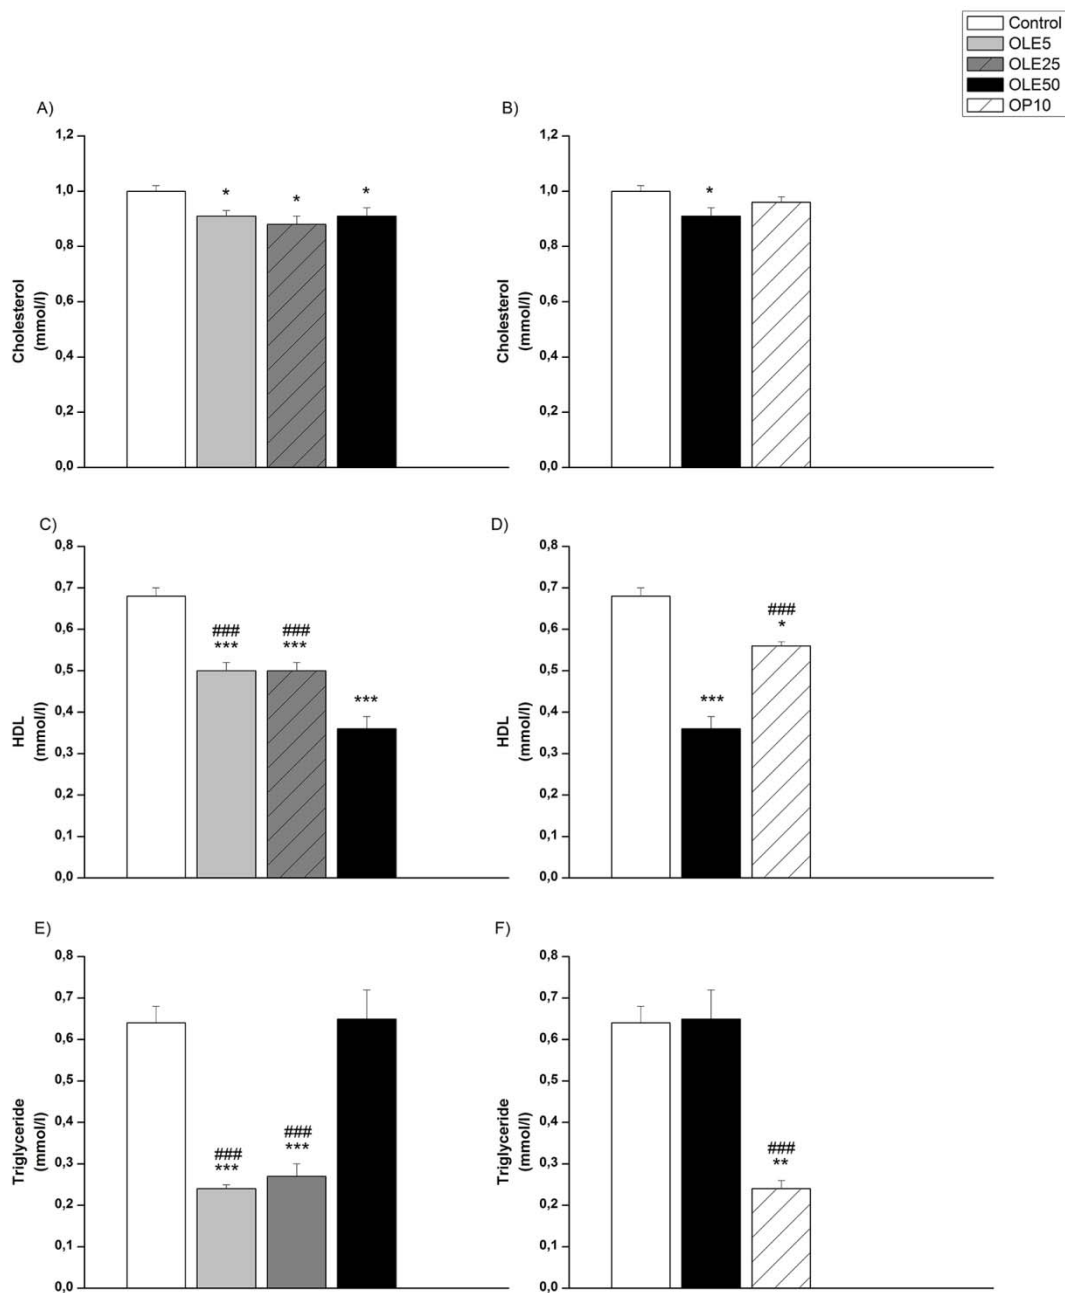 Control
OLE5
OLE25
OLE50
OP10
A)
1,2
1,0
0,8
0,6
0,4
0,2
0,0
Cholesterol
(mmol/l)
*
*
*
B)
1,2
1,0
0,8
0,6
0,4
0,2
0,0
Cholesterol
(mmol/l)
*
C)
0,8
0,7
0,6
0,5
0,4
0,3
0,2
0,1
0,0
HDL
(mmol/l)
###
***
###
***
***
D)
0,8
0,7
0,6
0,5
0,4
0,3
0,2
0,1
0,0
HDL
(mmol/l)
***
###
*
E)
0,8
0,7
0,6
0,5
0,4
0,3
0,2
0,1
0,0
Triglyceride
(mmol/l)
###
***
###
***
F)
0,8
0,7
0,6
0,5
0,4
0,3
0,2
0,1
0,0
Triglyceride
(mmol/l)
###
**